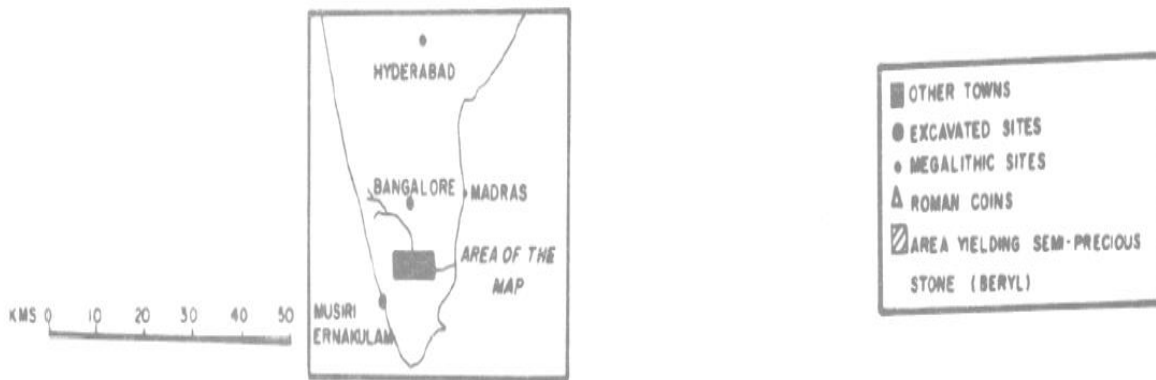 HYDERABAD
BANGALORE
MADRAS
AREA OF THE
MAP
MUSIRI
ERNAKULAM
KMS 0 10 20 30 40 50
OTHER TOWNS
EXCAVATED SITES
MEGALITHIC SITES
ROMAN COINS
AREA YIELDING SEMI-PRECIOUS
STONE (BERYL)